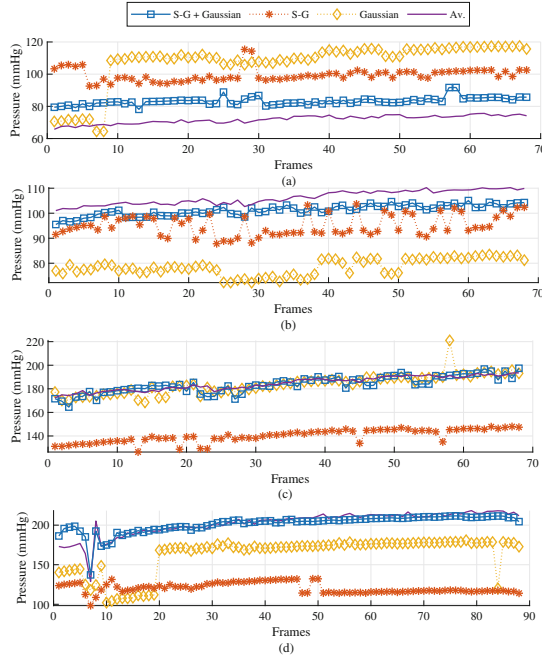 S-G + Gaussian S-G Gaussian Av.
120
100
80
60
Pressure (mmHg)
0 10 20 30 40 50 60 70
Frames
(a)
110
100
90
80
Pressure (mmHg)
0 10 20 30 40 50 60 70
Frames
(b)
220
200
180
160
140
Pressure (mmHg)
0 10 20 30 40 50 60 70
Frames
(c)
200
150
100
Pressure (mmHg)
0 10 20 30 40 50 60 70 80 90
Frames
(d)